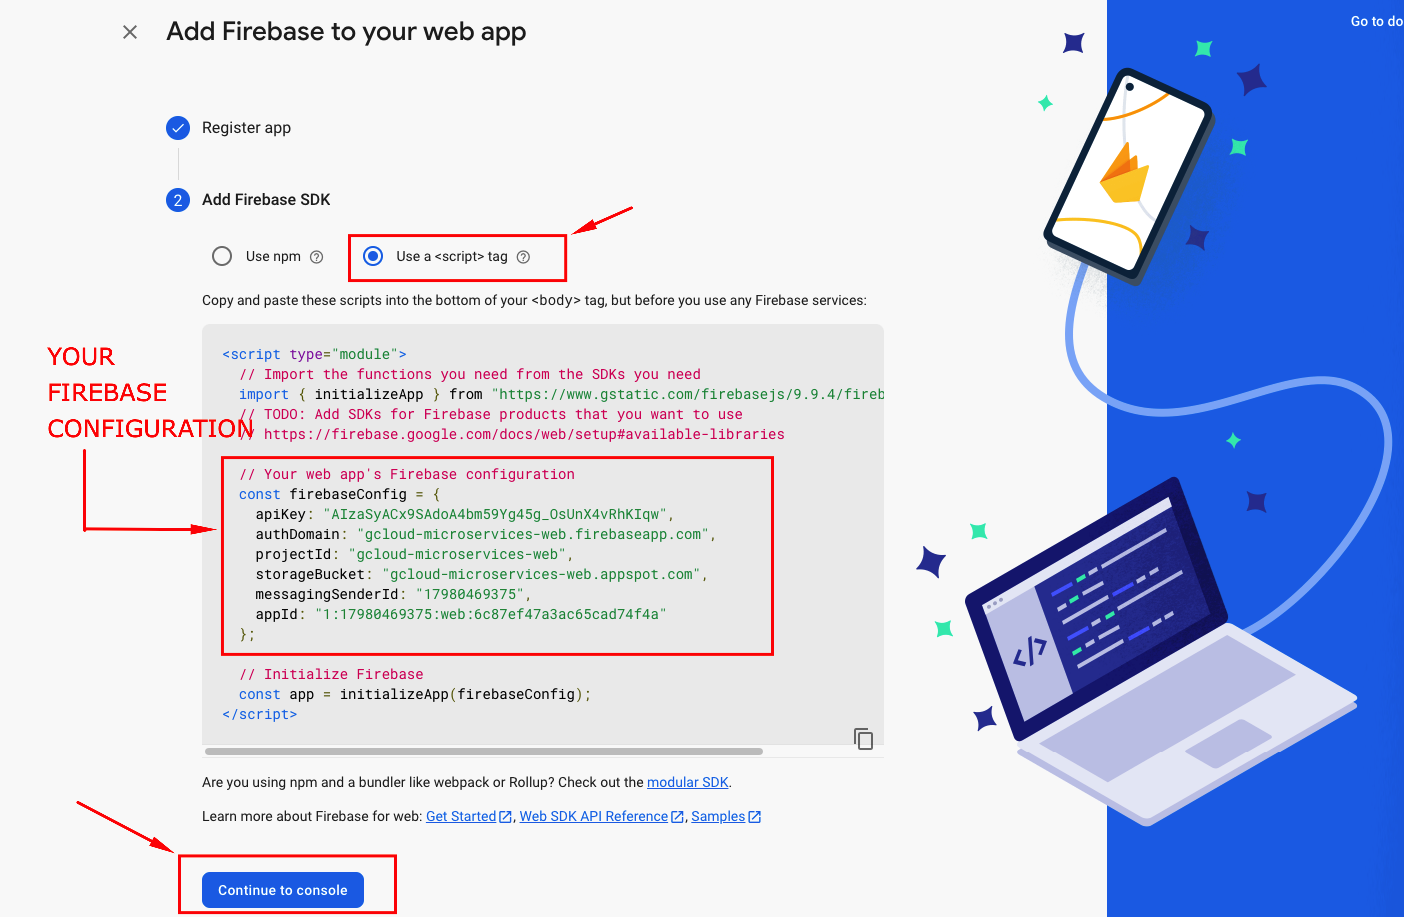 Add Firebase to your web app
Go to do
Register app
2 Add Firebase SDK
Use npm
Use a <script> tag
Copy and paste these scripts into the bottom of your <body> tag, but before you use any Firebase services:
YOUR
FIREBASE
CONFIGURATION
<script type="module">
// Import the functions you need from the SDKs you need
import { initializeApp } from "https://www.gstatic.com/firebasejs/9.9.4/fireb
// TODO: Add SDKs for Firebase products that you want to use
// https://firebase.google.com/docs/web/setup#available-libraries
// Your web app's Firebase configuration
const firebaseConfig = {
apiKey: "AIzaSyACx9SAdoA4bm59Yg45g_OsUnX4vRhKIqw",
authDomain: "gcloud-microservices-web.firebaseapp.com",
projectId: "gcloud-microservices-web",
storageBucket: "gcloud-microservices-web.appspot.com",
messagingSenderId: "17980469375",
appId: "1:17980469375:web:6c87ef47a3ac65cad74f4a"
};
// Initialize Firebase
const app = initializeApp(firebaseConfig);
</script>
</>
Are you using npm and a bundler like webpack or Rollup? Check out the modular SDK.
Learn more about Firebase for web: Get Started, Web SDK API Reference, Samples
Continue to console